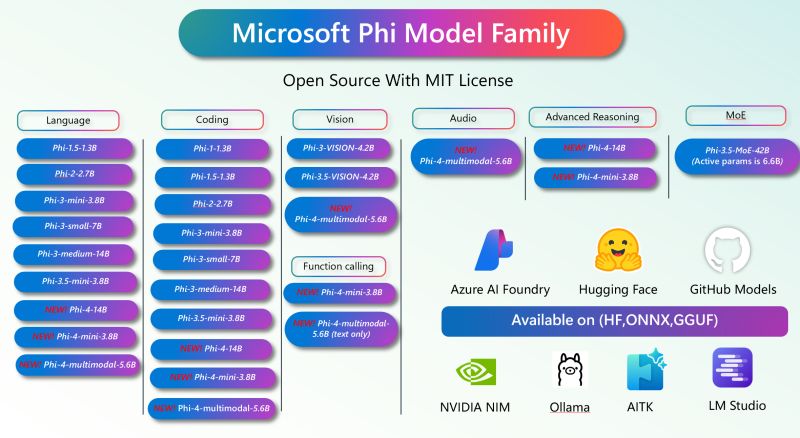 Microsoft Phi Model Family
Open Source With MIT License
Language
Phi-1.5-1.3B
Phi-2-2.7B
Phi-3-mini-3.8B
Phi-3-small-7B
Phi-3-medium-14B
Phi-3.5-mini-3.8B
NEW! Phi-4-14B
NEW! Phi-4-mini-3.8B
NEW! Phi-4-multimodal-5.6B
Coding
Phi-1-1.3B
Phi-1.5-1.3B
Phi-2-2.7B
Phi-3-mini-3.8B
Phi-3-small-7B
Phi-3-medium-14B
Phi-3.5-mini-3.8B
NEW! Phi-4-14B
NEW! Phi-4-mini-3.8B
NEW! Phi-4-multimodal-5.6B
Vision
Phi-3-VISION-4.2B
Phi-3.5-VISION-4.2B
NEW!
Phi-4-multimodal-5.6B
Function calling
NEW! Phi-4-mini-3.8B
NEW! Phi-4-multimodal-
5.6B (text only)
Audio
NEW!
Phi-4-multimodal-5.6B
Advanced Reasoning
NEW! Phi-4-14B
NEW! Phi-4-mini-3.8B
MoE
Phi-3.5-MoE-42B
(Active params is 6.6B)
Azure AI Foundry
Hugging Face
GitHub Models
Available on (HF,ONNX,GGUF)
NVIDIA NIM
Ollama
AITK
LM Studio